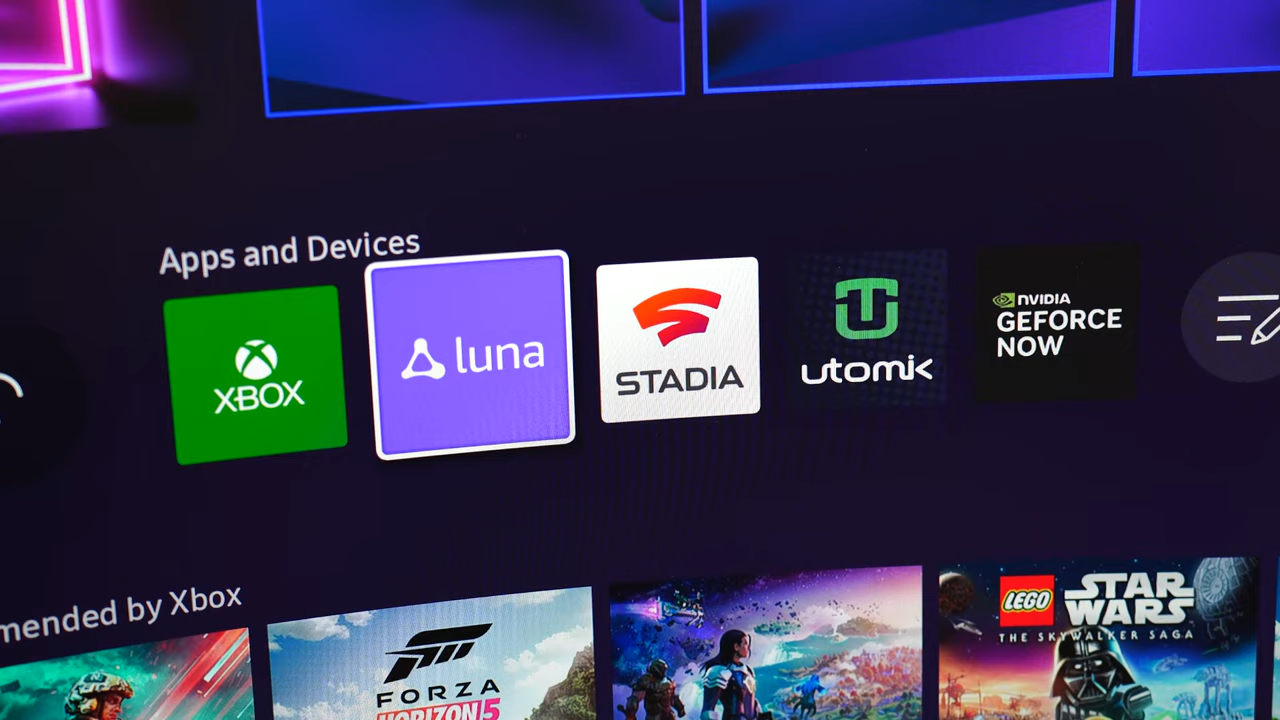 Apps and Devices
XBOX
luna
STADIA
utomik
NVIDIA
GEFORCE
NOW
mended by Xbox
FORZA
HORIZON 5
LEGO
STAR
WARS
THE SKYWALKER SAGA